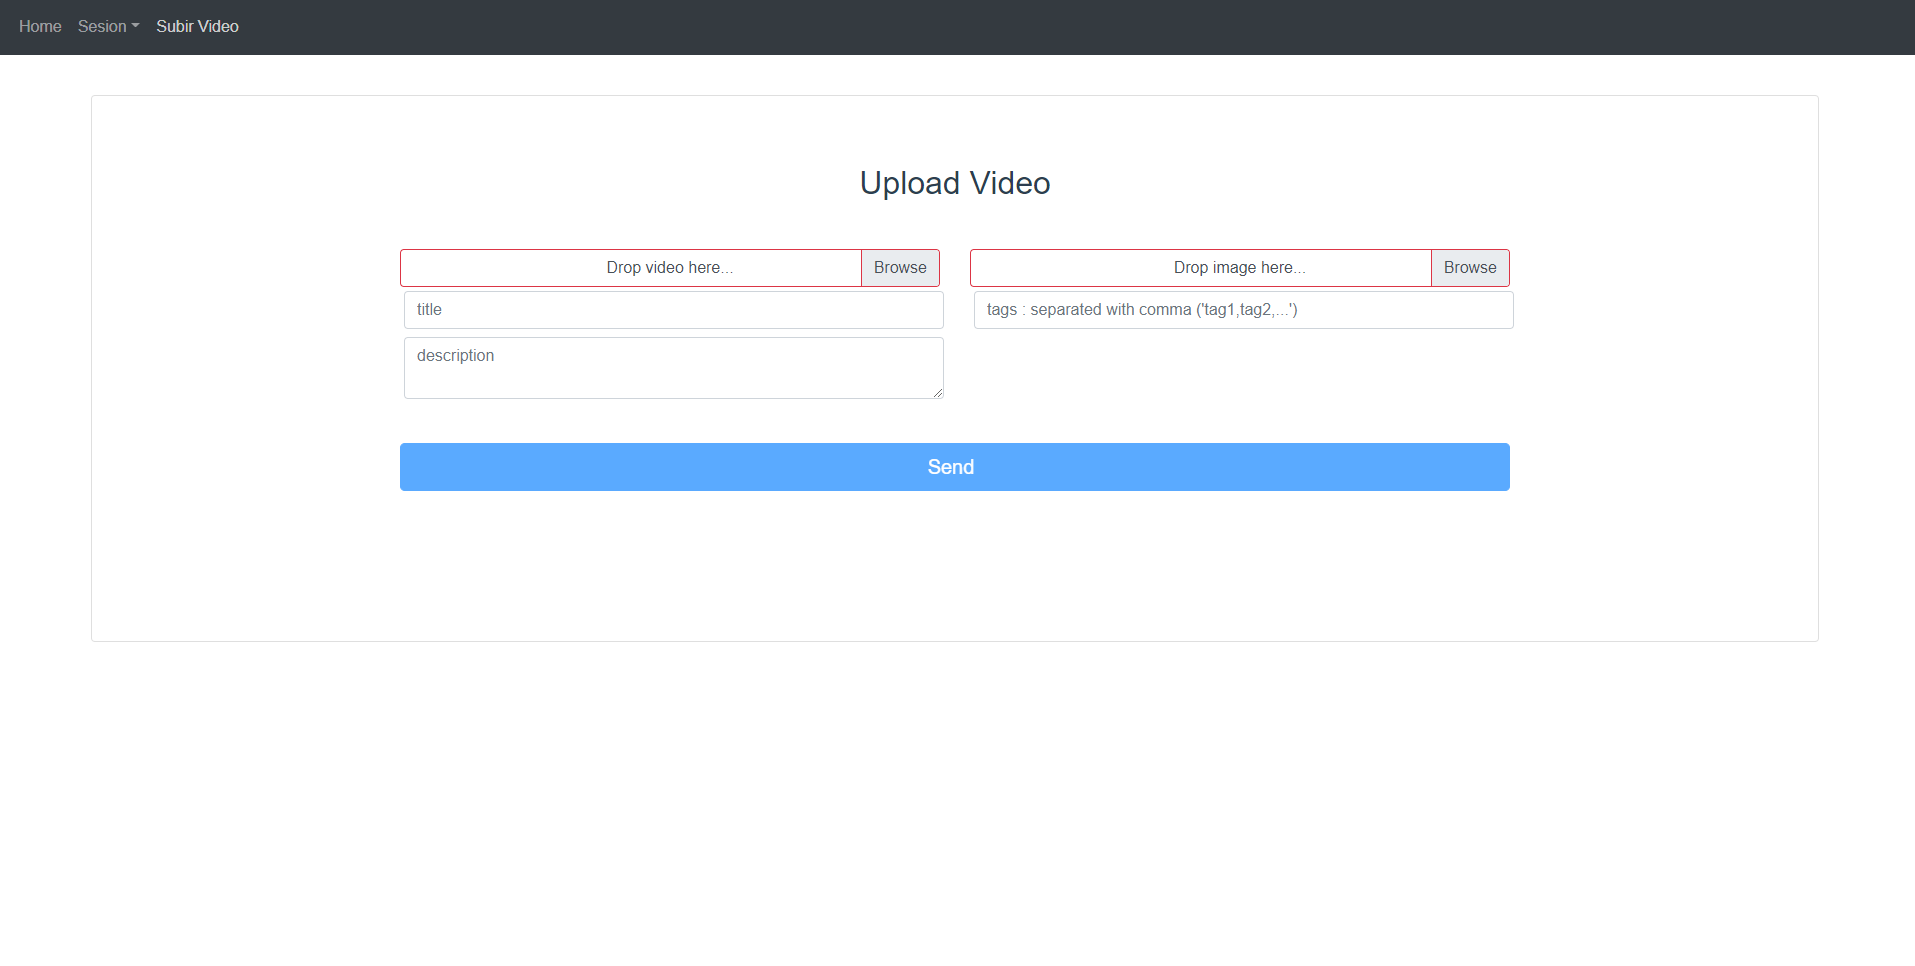 Home Sesion Subir Video
Upload Video
Drop video here... Browse Drop image here... Browse
title tags : separated with comma ('tag1,tag2,...')
description
Send